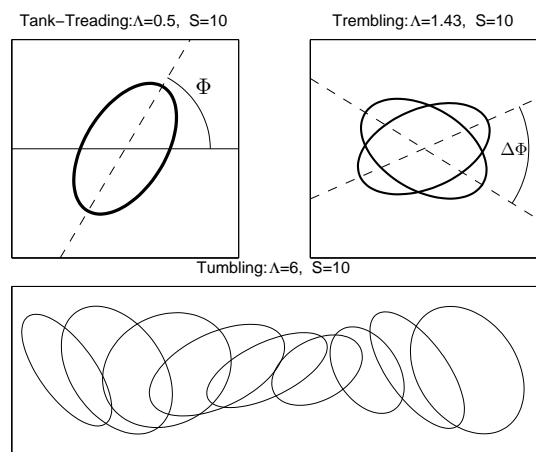 Tank−Treading:Λ=0.5, S=10
Trembling:Λ=1.43, S=10
Φ
ΔΦ
Tumbling:Λ=6, S=10